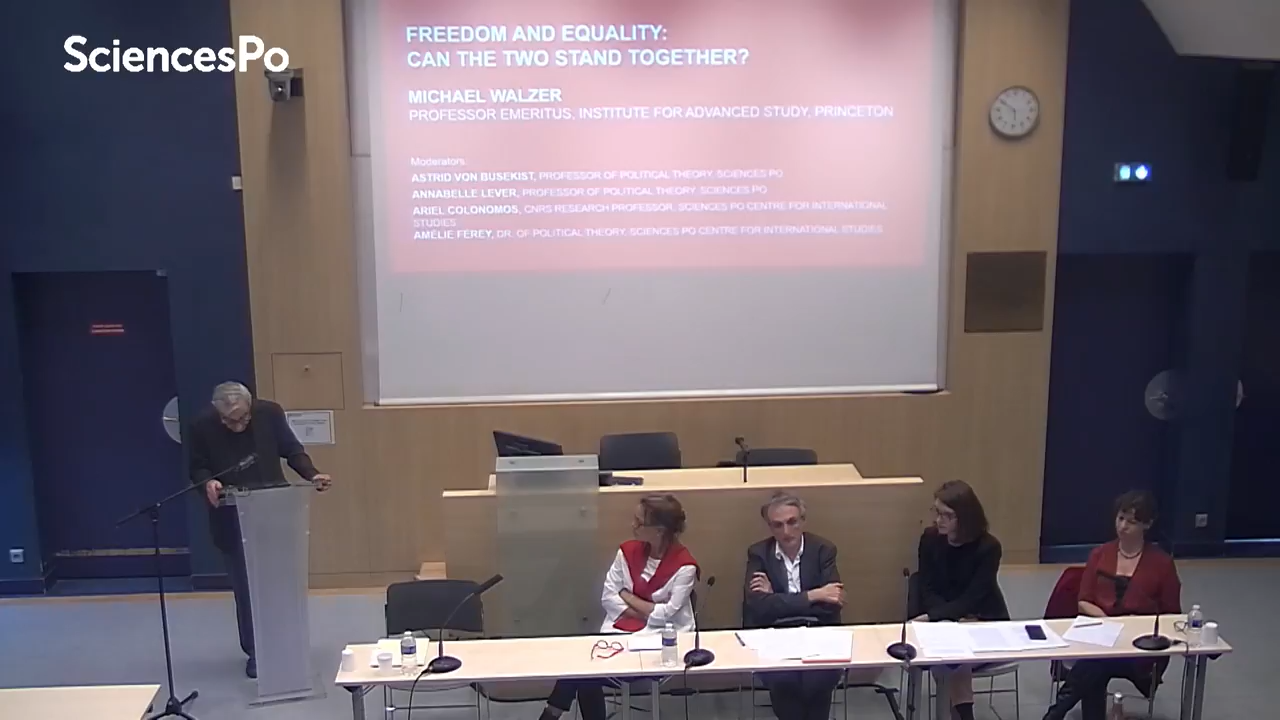 SciencesPo
FREEDOM AND EQUALITY:
CAN THE TWO STAND TOGETHER?
MICHAEL WALZER
PROFESSOR EMERITUS, INSTITUTE FOR ADVANCED STUDY, PRINCETON
Moderators:
ASTRID VON BUSEKIST, PROFESSOR OF POLITICAL THEORY, SCIENCES PO
ANNABELLE LEVER, PROFESSOR OF POLITICAL THEORY, SCIENCES PO
ARIEL COLONOMOS, CNRS RESEARCH PROFESSOR, SCIENCES PO CENTRE FOR INTERNATIONAL
STUDIES
AMÉLIE FÉREY, DR. OF POLITICAL THEORY, SCIENCES PO CENTRE FOR INTERNATIONAL STUDIES